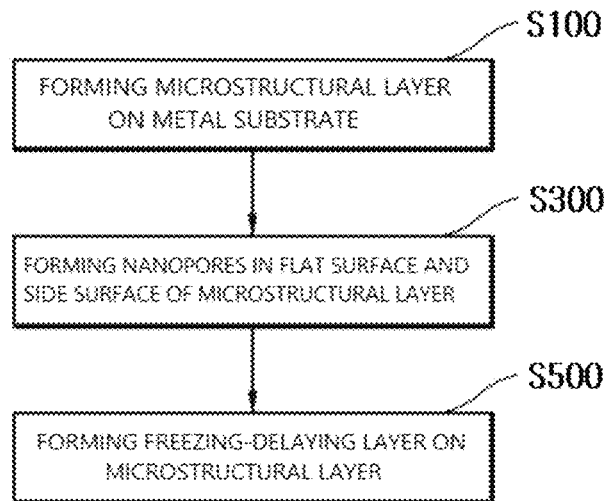 S100
FORMING MICROSTRUCTURAL LAYER
ON METAL SUBSTRATE
S300
FORMING NANOPORES IN FLAT SURFACE AND
SIDE SURFACE OF MICROSTRUCTURAL LAYER
S500
FORMING FREEZING-DELAYING LAYER ON
MICROSTRUCTURAL LAYER